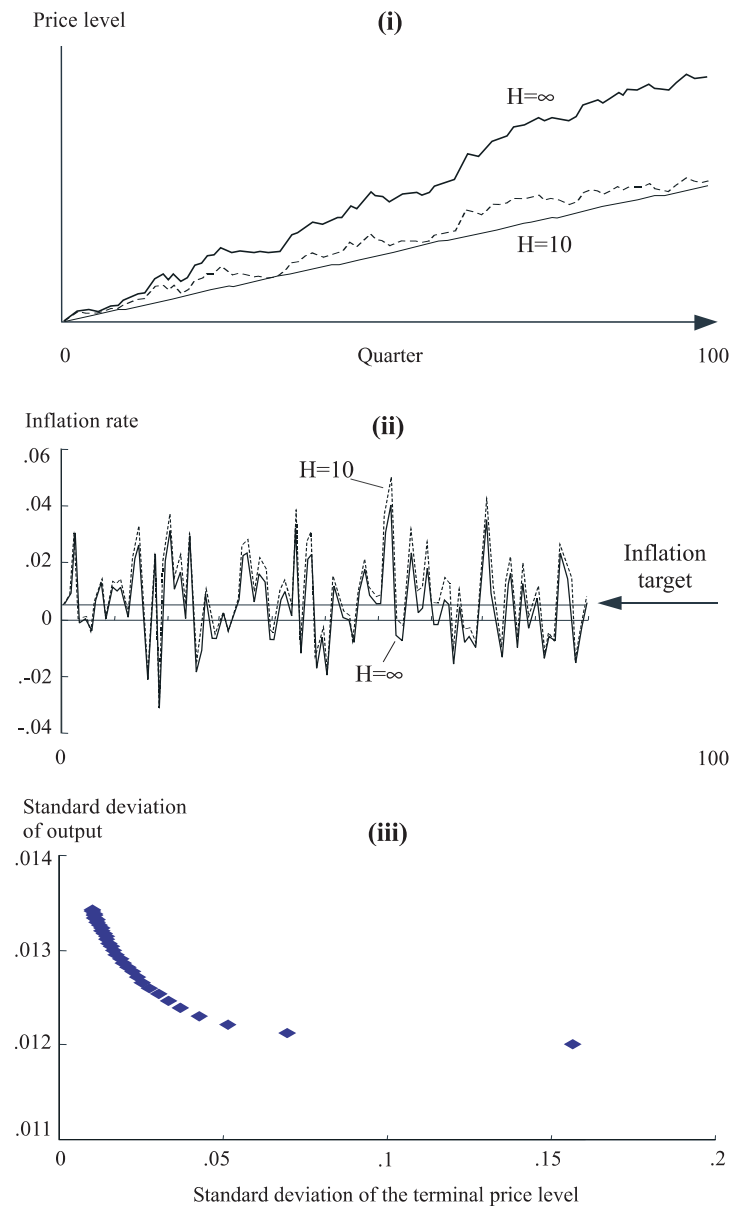 Price level
(i)
H=∞
H=10
0
Quarter
100
Inflation rate
(ii)
.06
H=10
.04
Inflation
target
.02
0
H=∞
.-02
-.04
0
100
Standard deviation
of output
(iii)
.014
.013
.012
.011
0
.05
.1
.15
.2
Standard deviation of the terminal price level